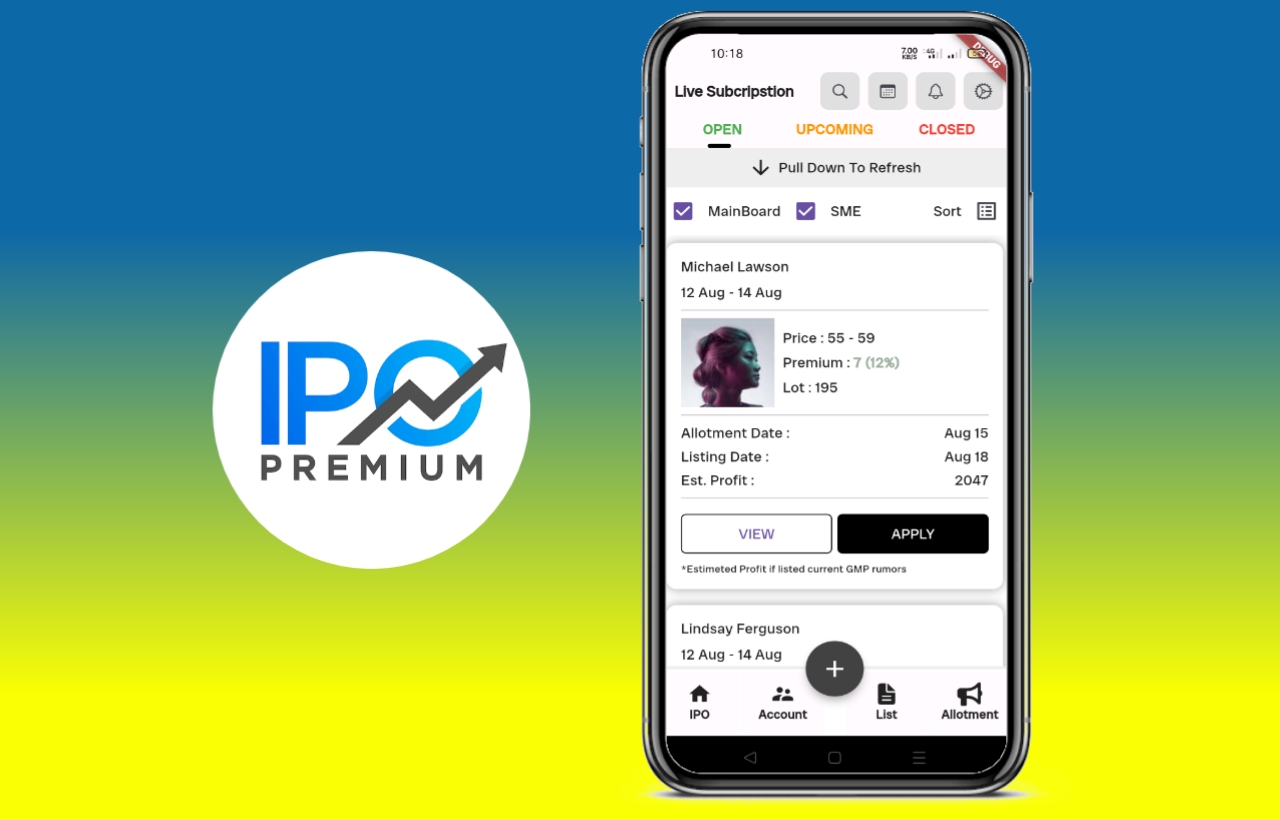 IPO
PREMIUM
10:18
7.00
KB/S
4G
DEBUG
Live Subcripstion
OPEN
UPCOMING
CLOSED
Pull Down To Refresh
MainBoard
SME
Sort
Michael Lawson
12 Aug - 14 Aug
Price : 55 - 59
Premium : 7 (12%)
Lot : 195
Allotment Date : Aug 15
Listing Date : Aug 18
Est. Profit : 2047
VIEW
APPLY
*Estimeted Profit if listed current GMP rumors
Lindsay Ferguson
12 Aug - 14 Aug
+
IPO
Account
List
Allotment